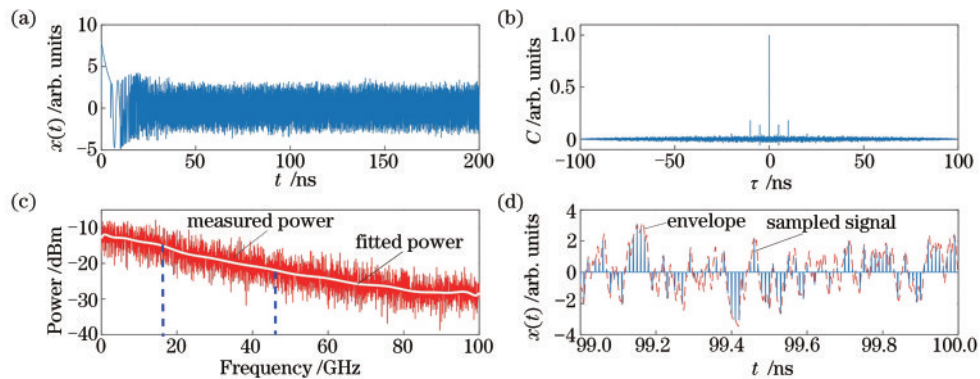 (a)
10
5
0
−5
x(t) /arb. units
0
50
100
150
200
t /ns
(b)
1.0
0.5
0
C /arb. units
−100
−50
0
50
100
τ /ns
(c)
−10
−20
−30
−40
Power /dBm
measured power
fitted power
0
20
40
60
80
100
Frequency /GHz
(d)
4
2
0
−2
−4
x(t) /arb. units
envelope
sampled signal
99.0
99.2
99.4
99.6
99.8
100.0
t /ns